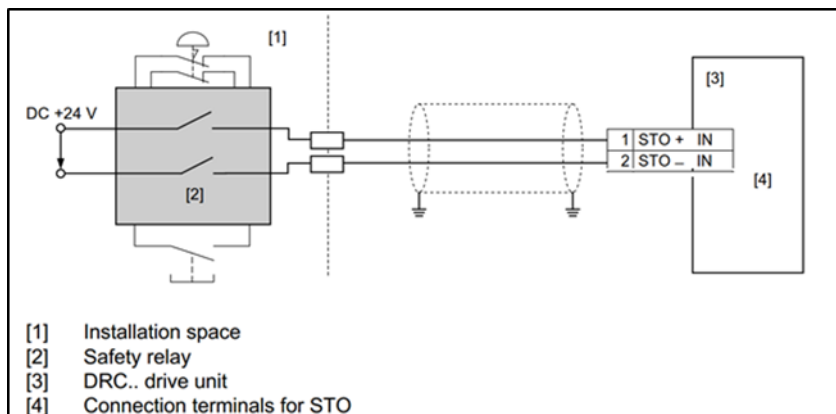 [1]
[3]
DC +24 V
1 STO + IN
2 STO – IN
[2]
[4]
[1] Installation space
[2] Safety relay
[3] DRC.. drive unit
[4] Connection terminals for STO